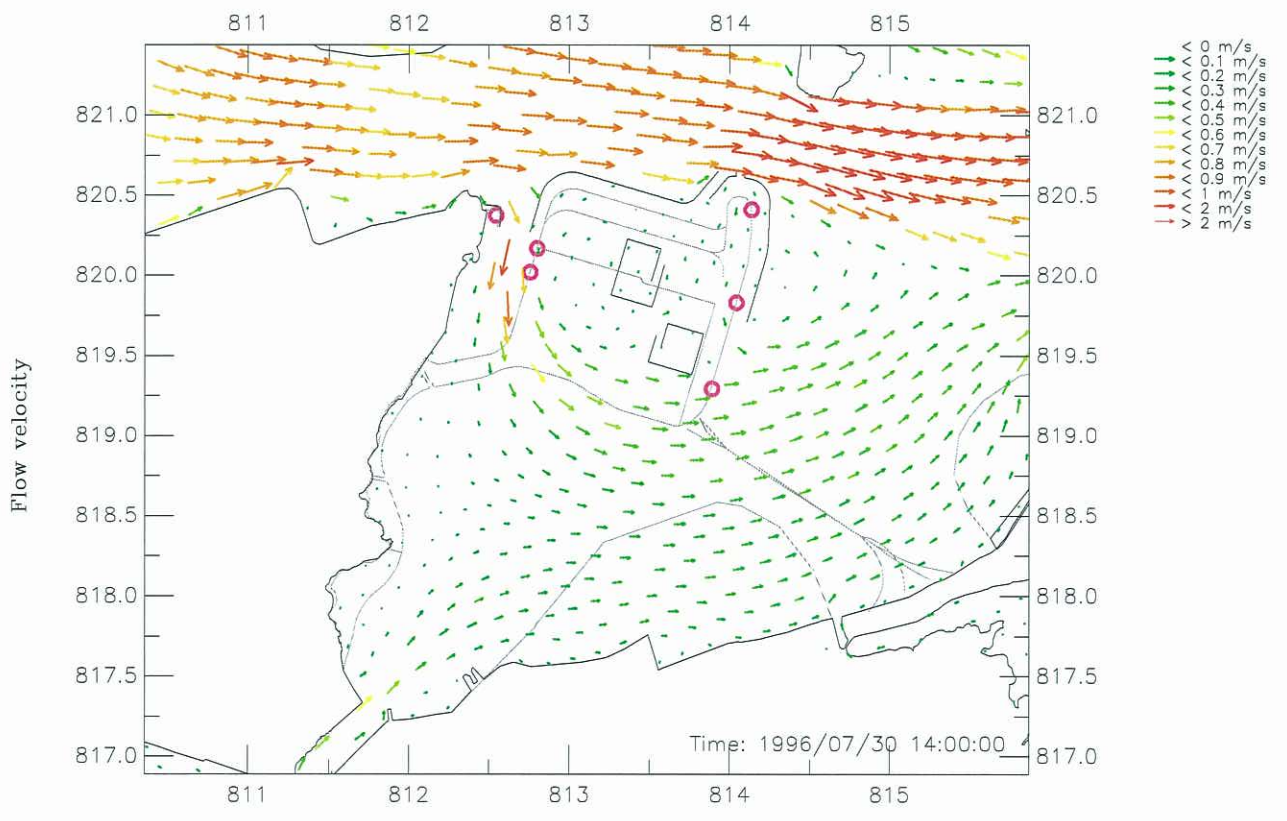 811 812 813 814 815
< 0 m/s
< 0.1 m/s
< 0.2 m/s
< 0.3 m/s
< 0.4 m/s
< 0.5 m/s
< 0.6 m/s
< 0.7 m/s
< 0.8 m/s
< 0.9 m/s
< 1 m/s
< 2 m/s
> 2 m/s
821.0 821.0
820.5 820.5
820.0 820.0
819.5 819.5
Flow velocity
819.0 819.0
818.5 818.5
818.0 818.0
817.5 817.5
Time: 1996/07/30 14:00:00
817.0 817.0
811 812 813 814 815